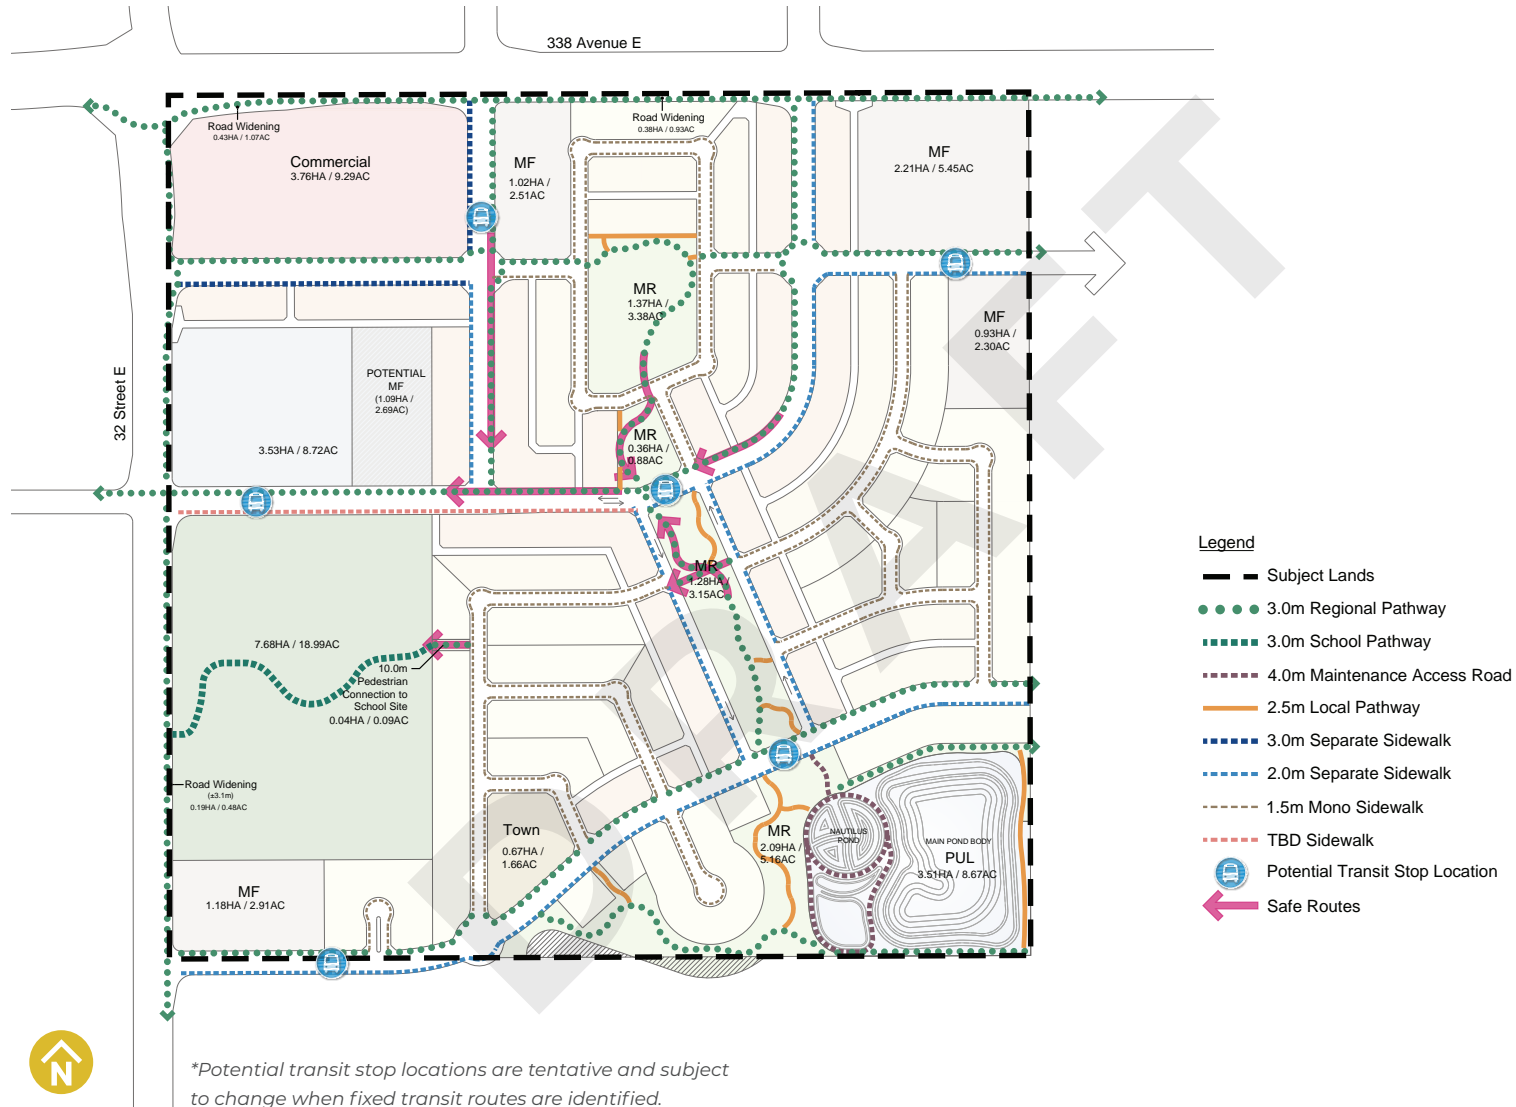 338 Avenue E
Road Widening
0.43HA / 1.07AC
Road Widening
0.38HA / 0.93AC
Commercial
3.76HA / 9.29AC
MF
1.02HA /
2.51AC
MF
2.21HA / 5.45AC
MR
1.37HA /
3.38AC
MF
0.93HA /
2.30AC
32 Street E
POTENTIAL
MF
(1.09HA /
2.69AC)
3.53HA / 8.72AC
MR
0.36HA /
0.88AC
MR
1.28HA /
3.15AC
7.68HA / 18.99AC
10.0m
Pedestrian
Connection to
School Site
0.04HA / 0.09AC
Road Widening
(±3.1m)
0.19HA / 0.48AC
Town
0.67HA /
1.66AC
MR
2.09HA /
5.16AC
NAUTILUS
POND
MAIN POND BODY
PUL
3.51HA / 8.67AC
MF
1.18HA / 2.91AC
DRAFT
Legend
Subject Lands
3.0m Regional Pathway
3.0m School Pathway
4.0m Maintenance Access Road
2.5m Local Pathway
3.0m Separate Sidewalk
2.0m Separate Sidewalk
1.5m Mono Sidewalk
TBD Sidewalk
Potential Transit Stop Location
Safe Routes
N
*Potential transit stop locations are tentative and subject
to change when fixed transit routes are identified.